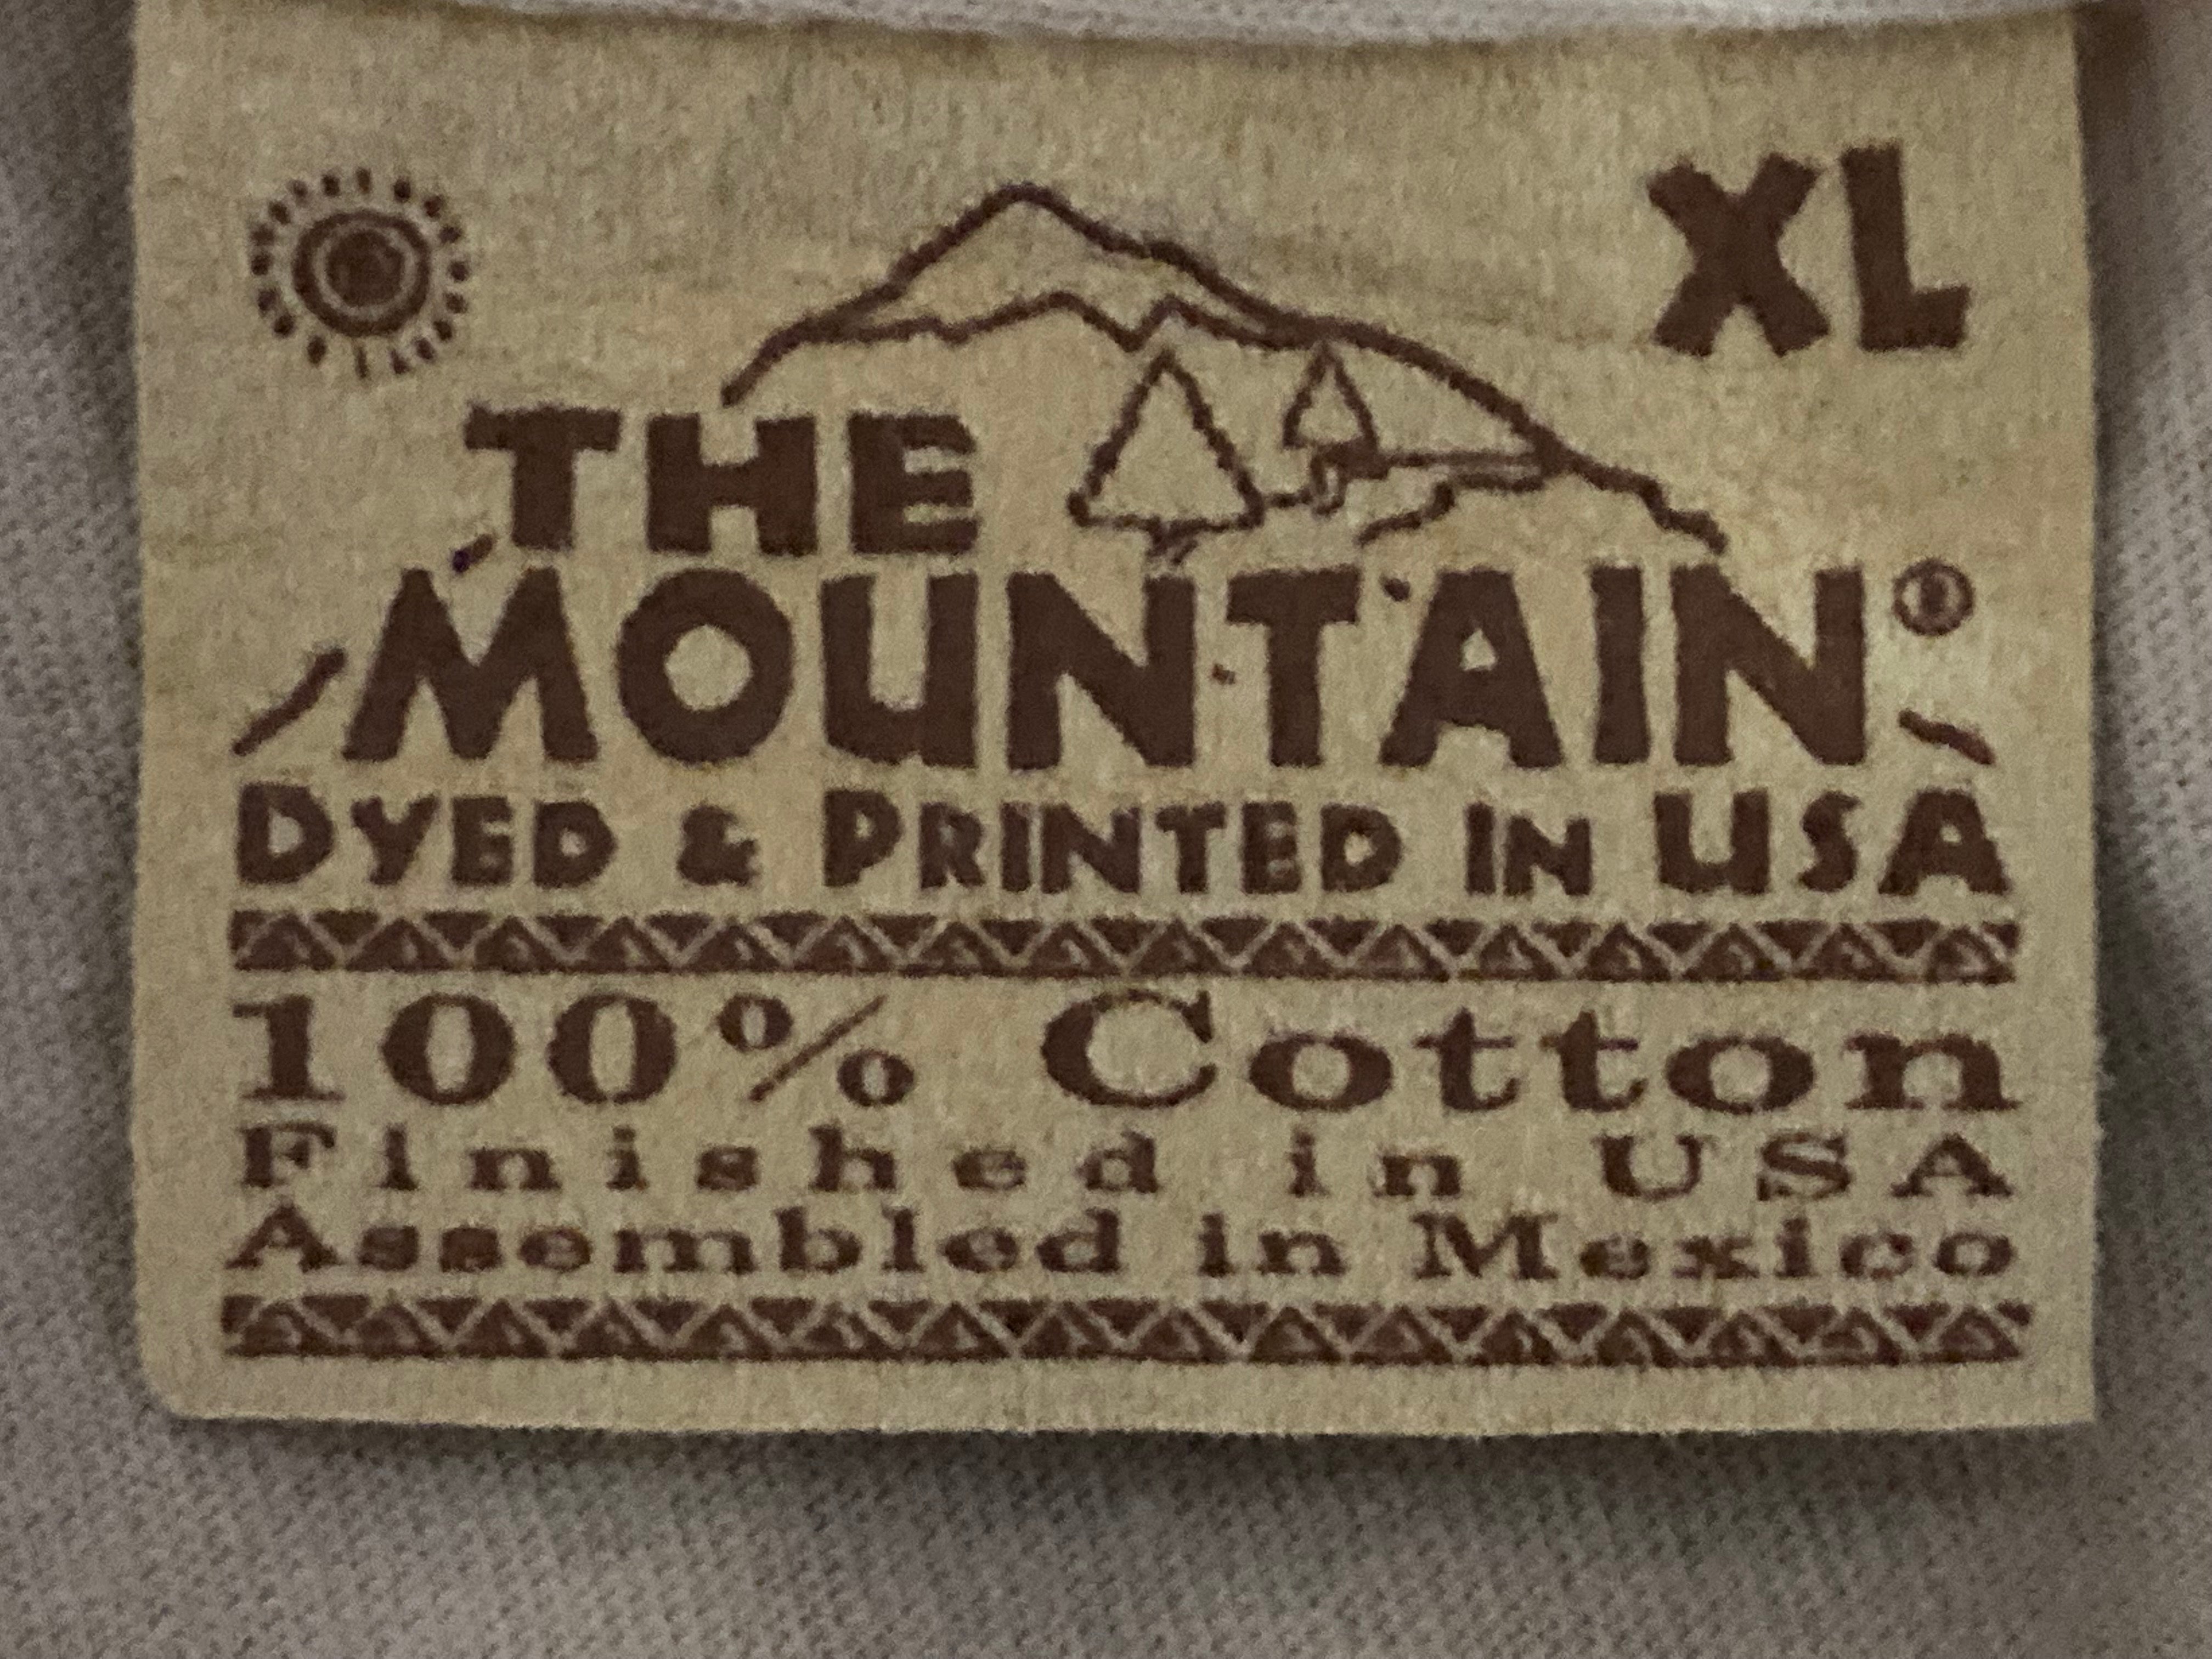 XL
THE
MOUNTAIN®
DYED & PRINTED IN USA
100% Cotton
Finished in USA
Assembled in Mexico